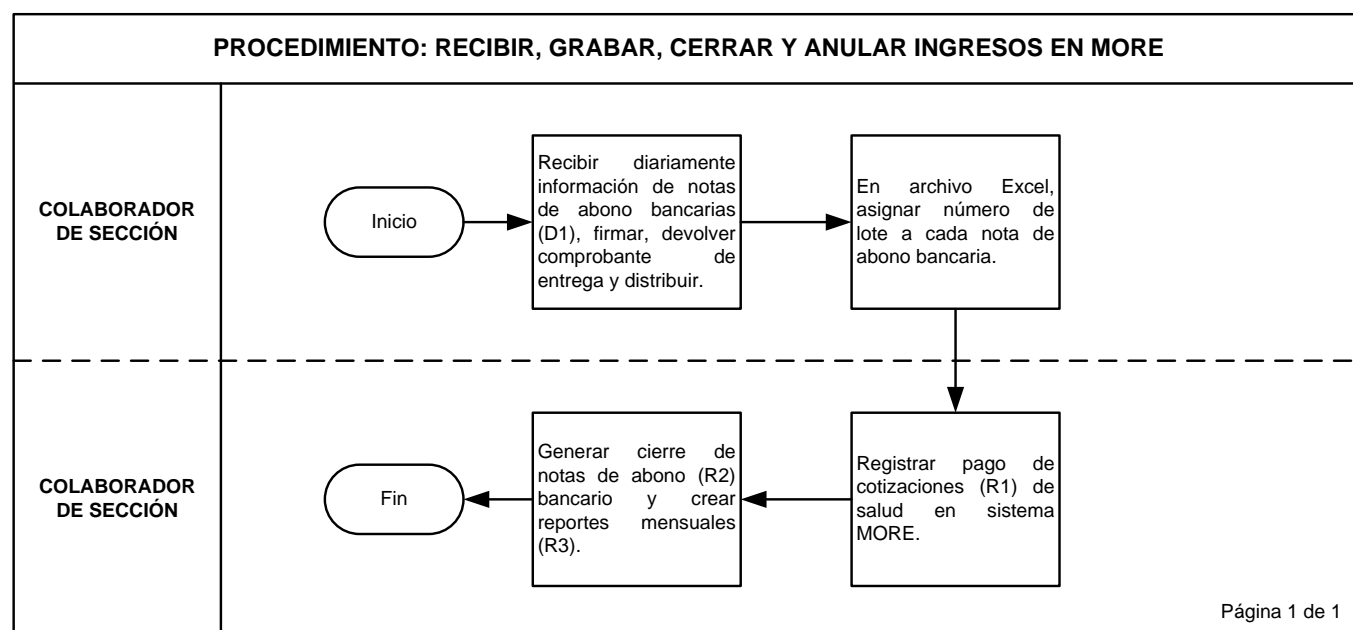 PROCEDIMIENTO: RECIBIR, GRABAR, CERRAR Y ANULAR INGRESOS EN MORE
COLABORADOR
DE SECCIÓN
Inicio
Recibir diariamente
información de notas
de abono bancarias
(D1), firmar, devolver
comprobante de
entrega y distribuir.
En archivo Excel,
asignar número de
lote a cada nota de
abono bancaria.
COLABORADOR
DE SECCIÓN
Fin
Generar cierre de
notas de abono (R2)
bancario y crear
reportes mensuales
(R3).
Registrar pago de
cotizaciones (R1) de
salud en sistema
MORE.
Página 1 de 1